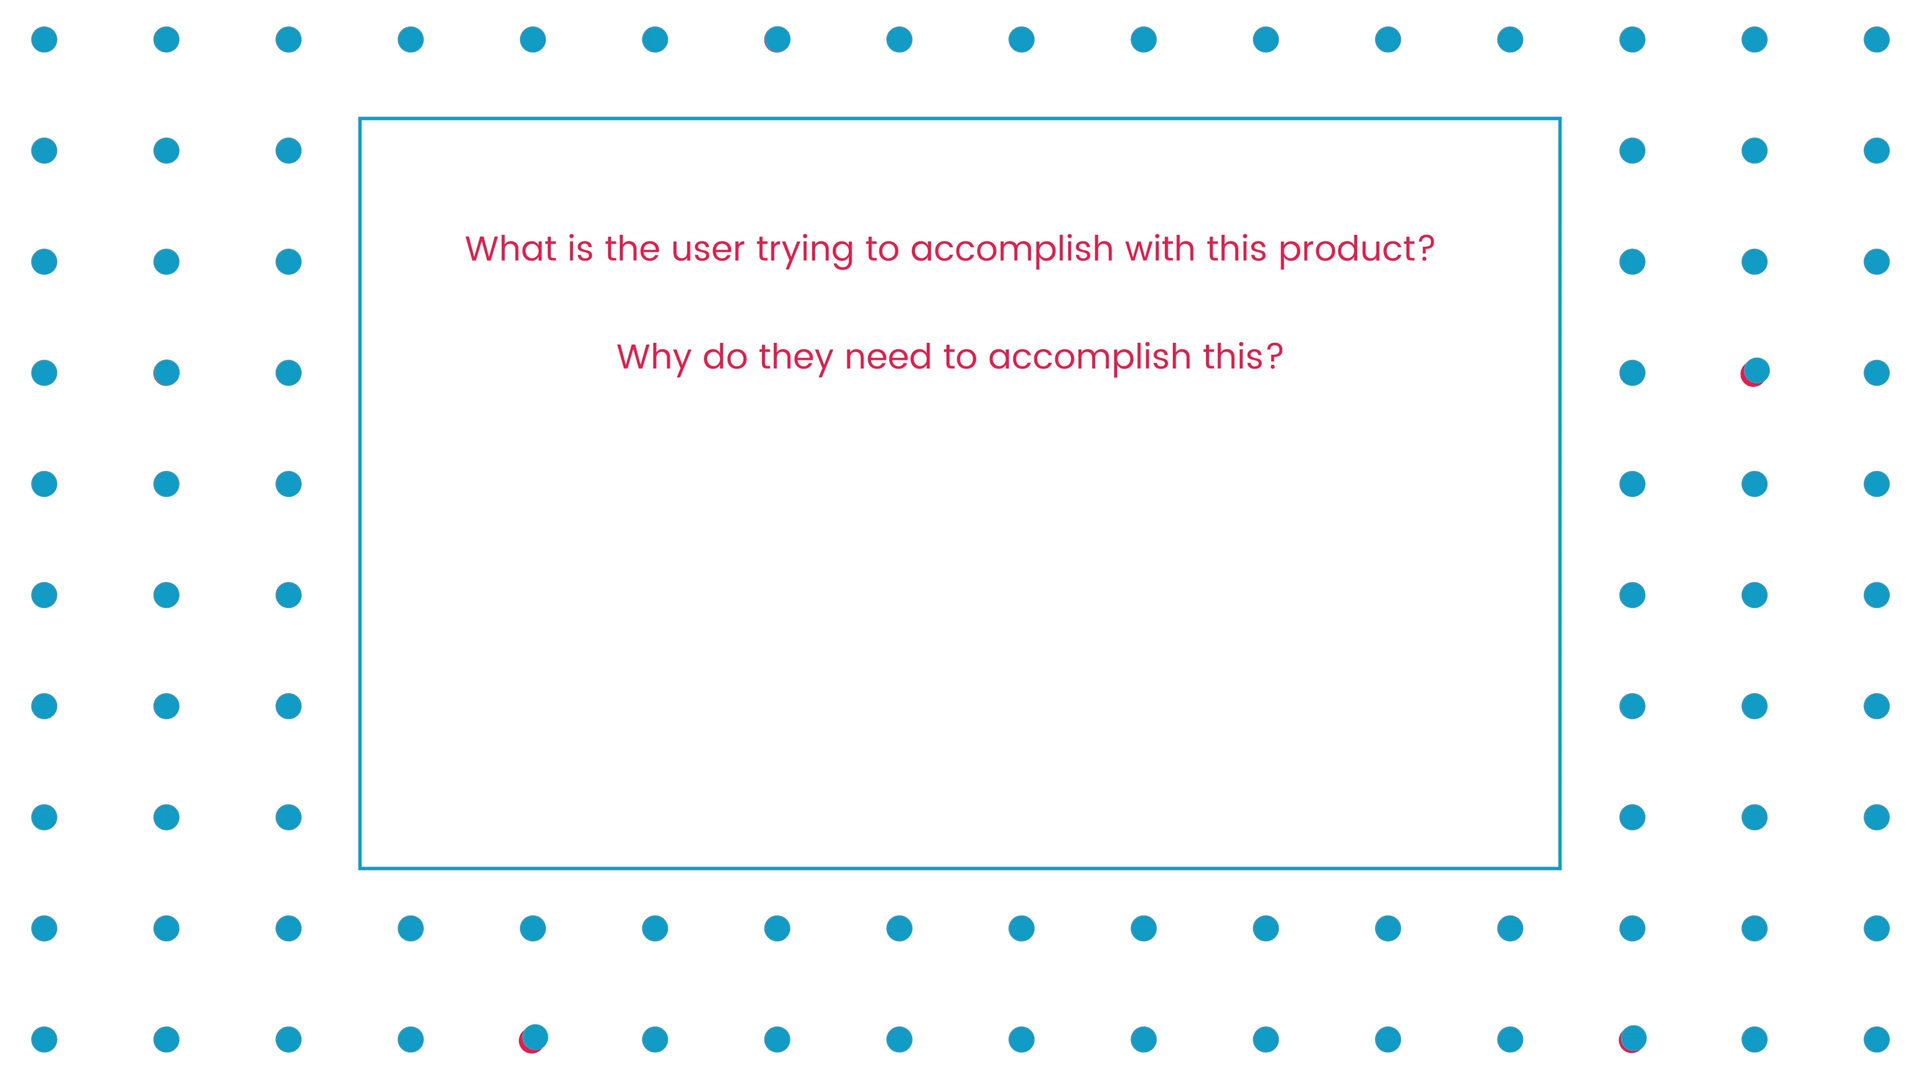 What is the user trying to accomplish with this product?
Why do they need to accomplish this?